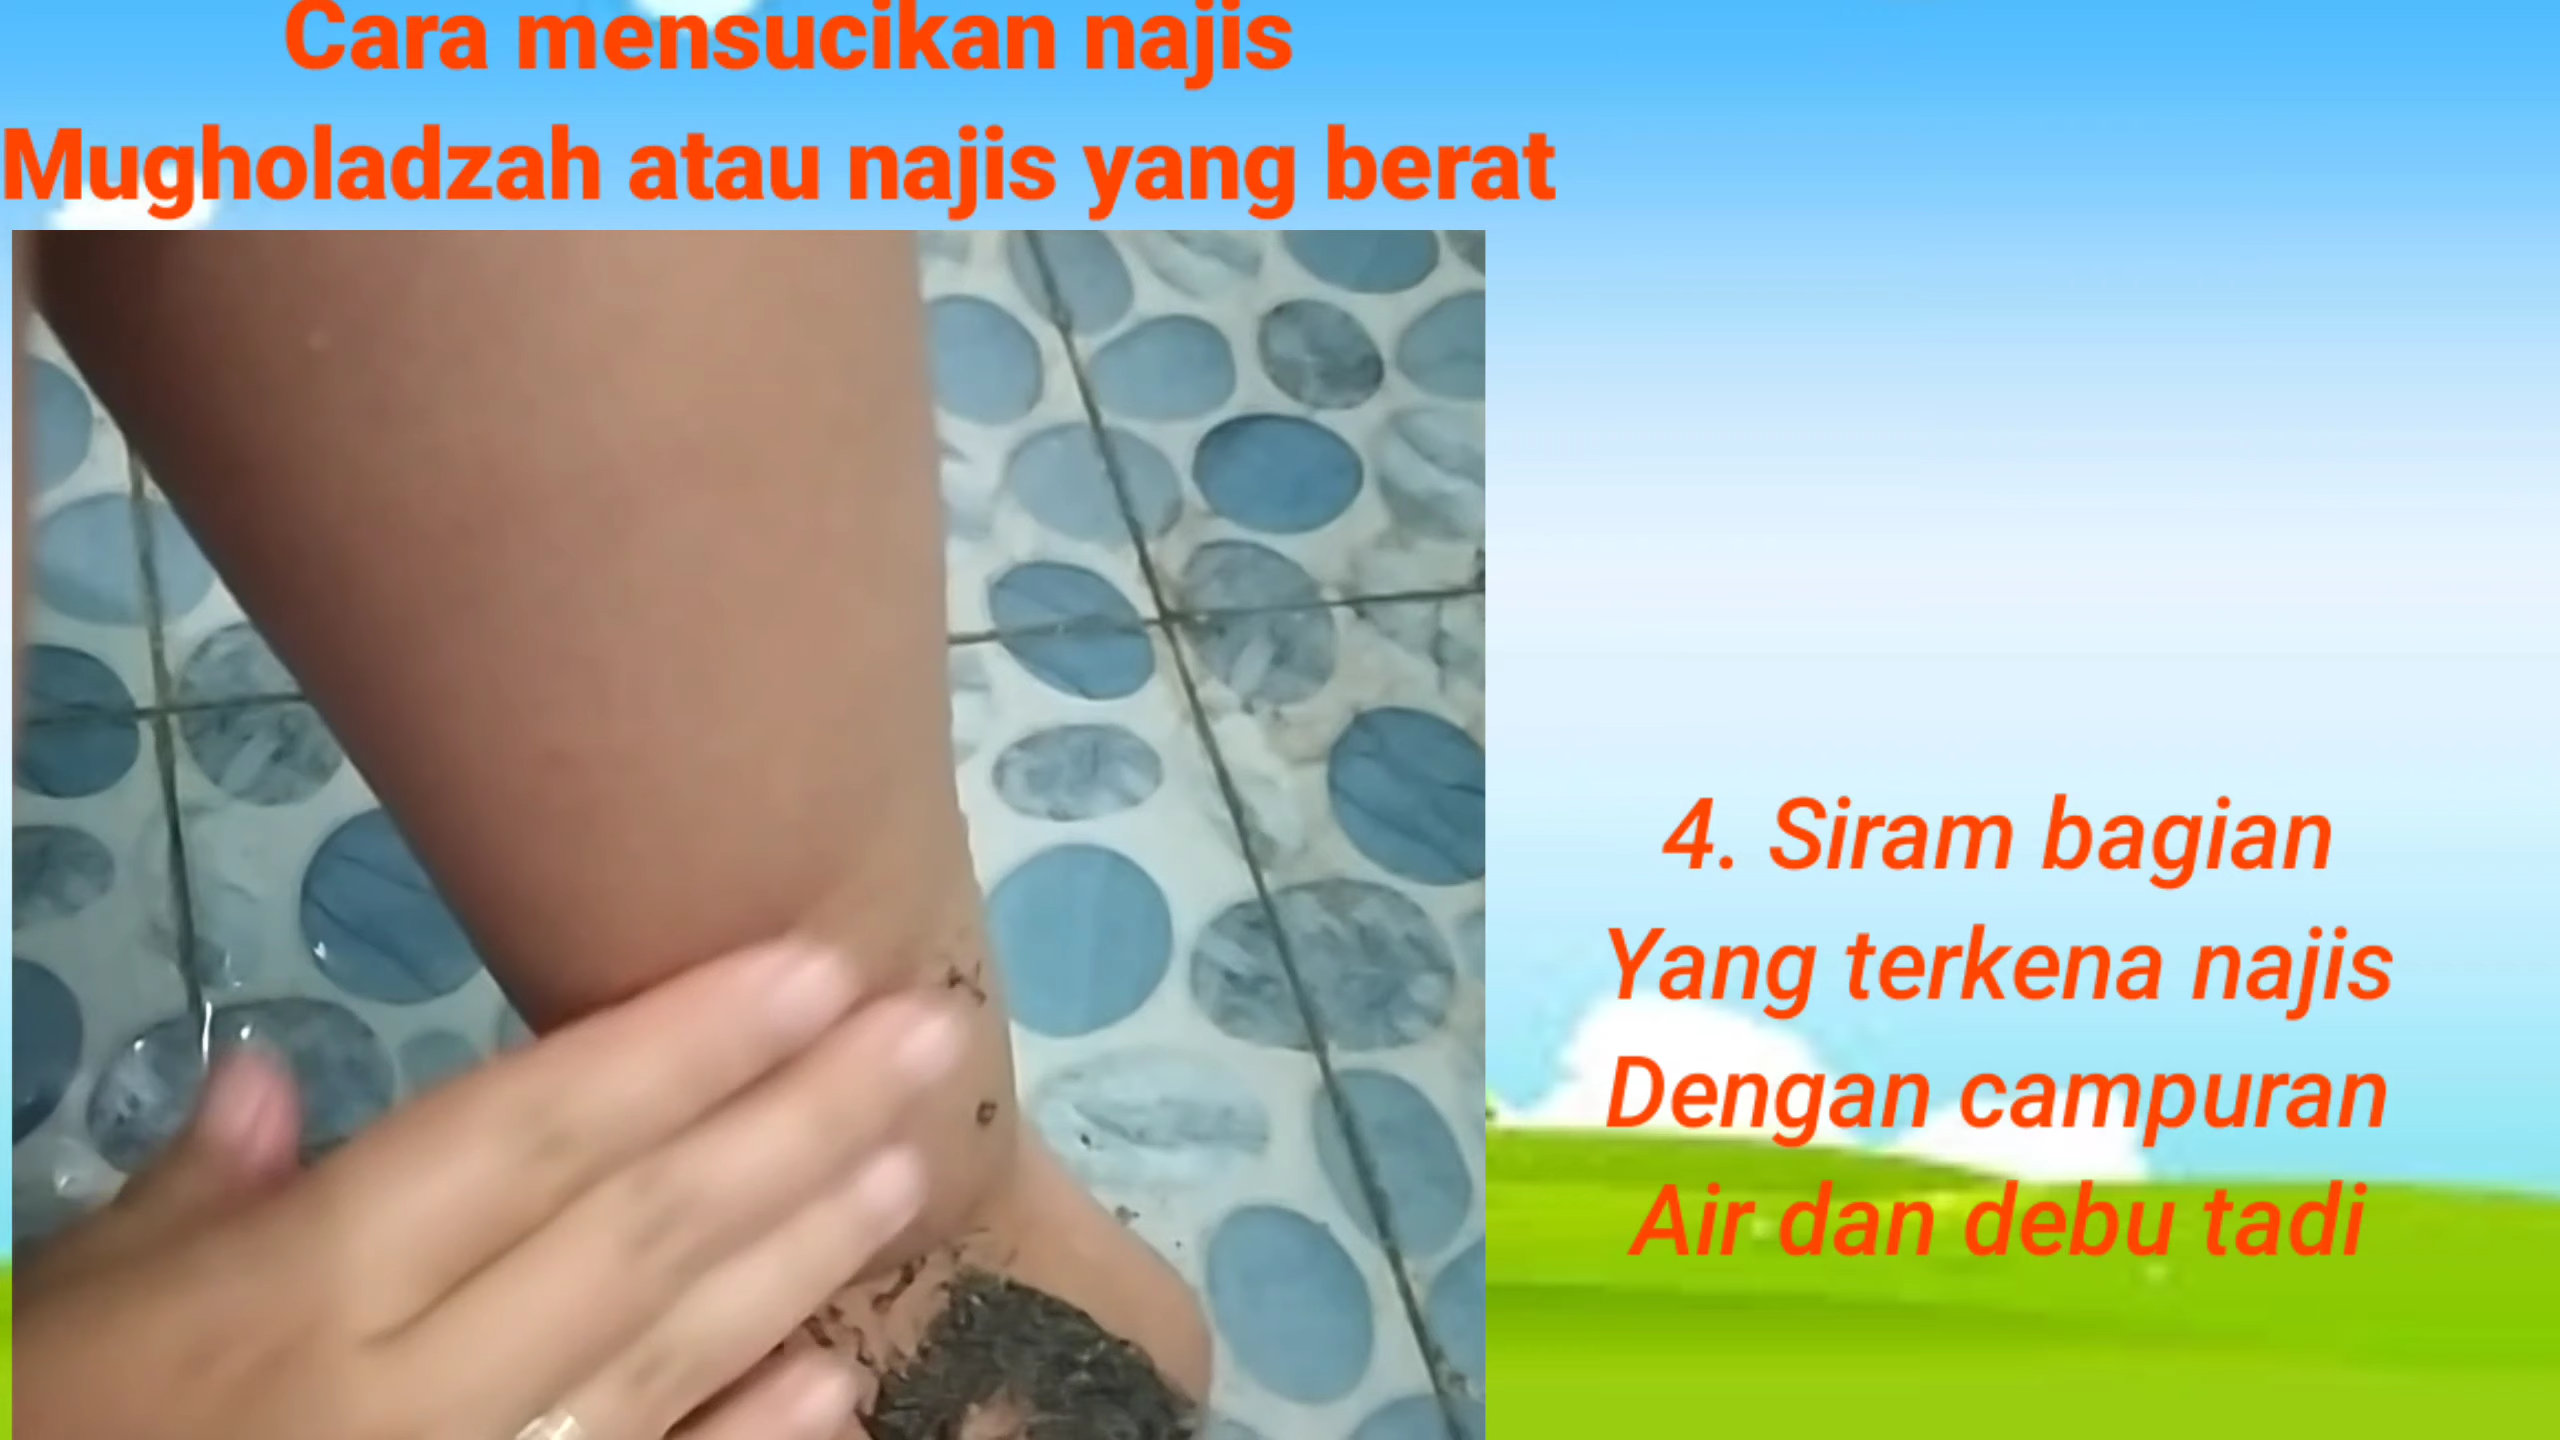 Cara mensucikan najis
Mugholadzah atau najis yang berat
4. Siram bagian
Yang terkena najis
Dengan campuran
Air dan debu tadi